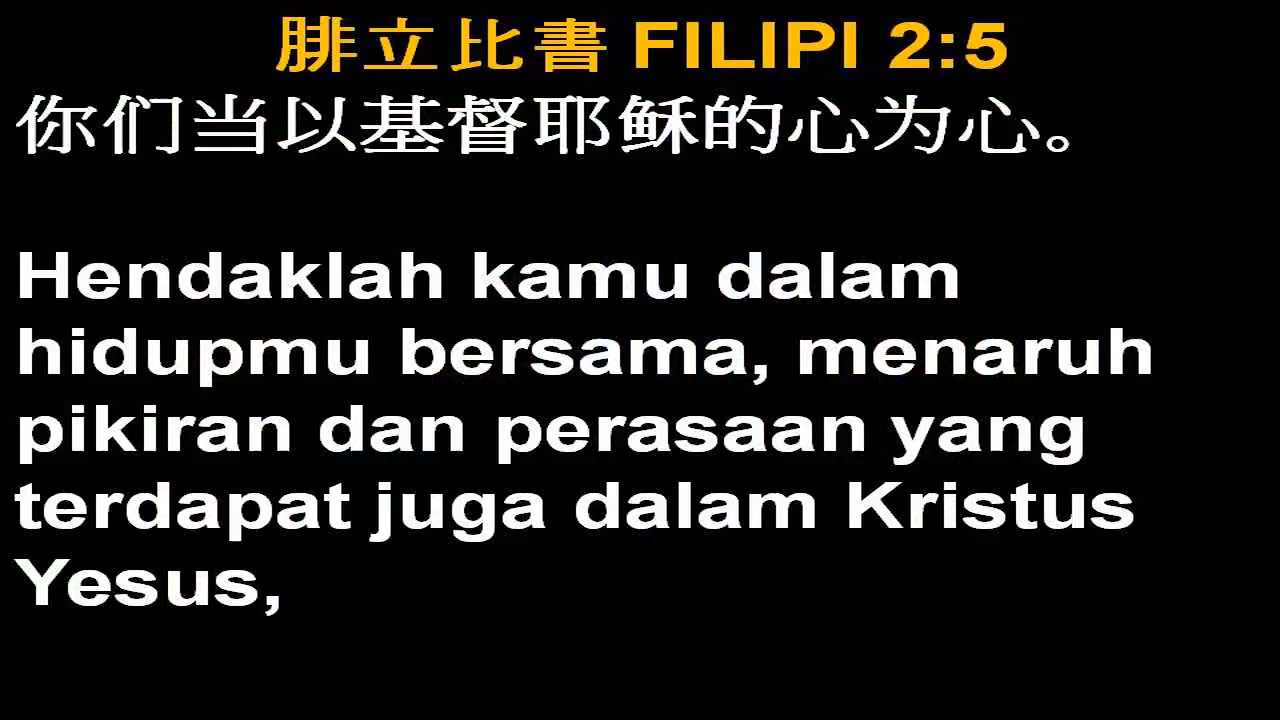 腓立比書 FILIPI 2:5
你们当以基督耶稣的心为心。
Hendaklah kamu dalam
hidupmu bersama, menaruh
pikiran dan perasaan yang
terdapat juga dalam Kristus
Yesus,